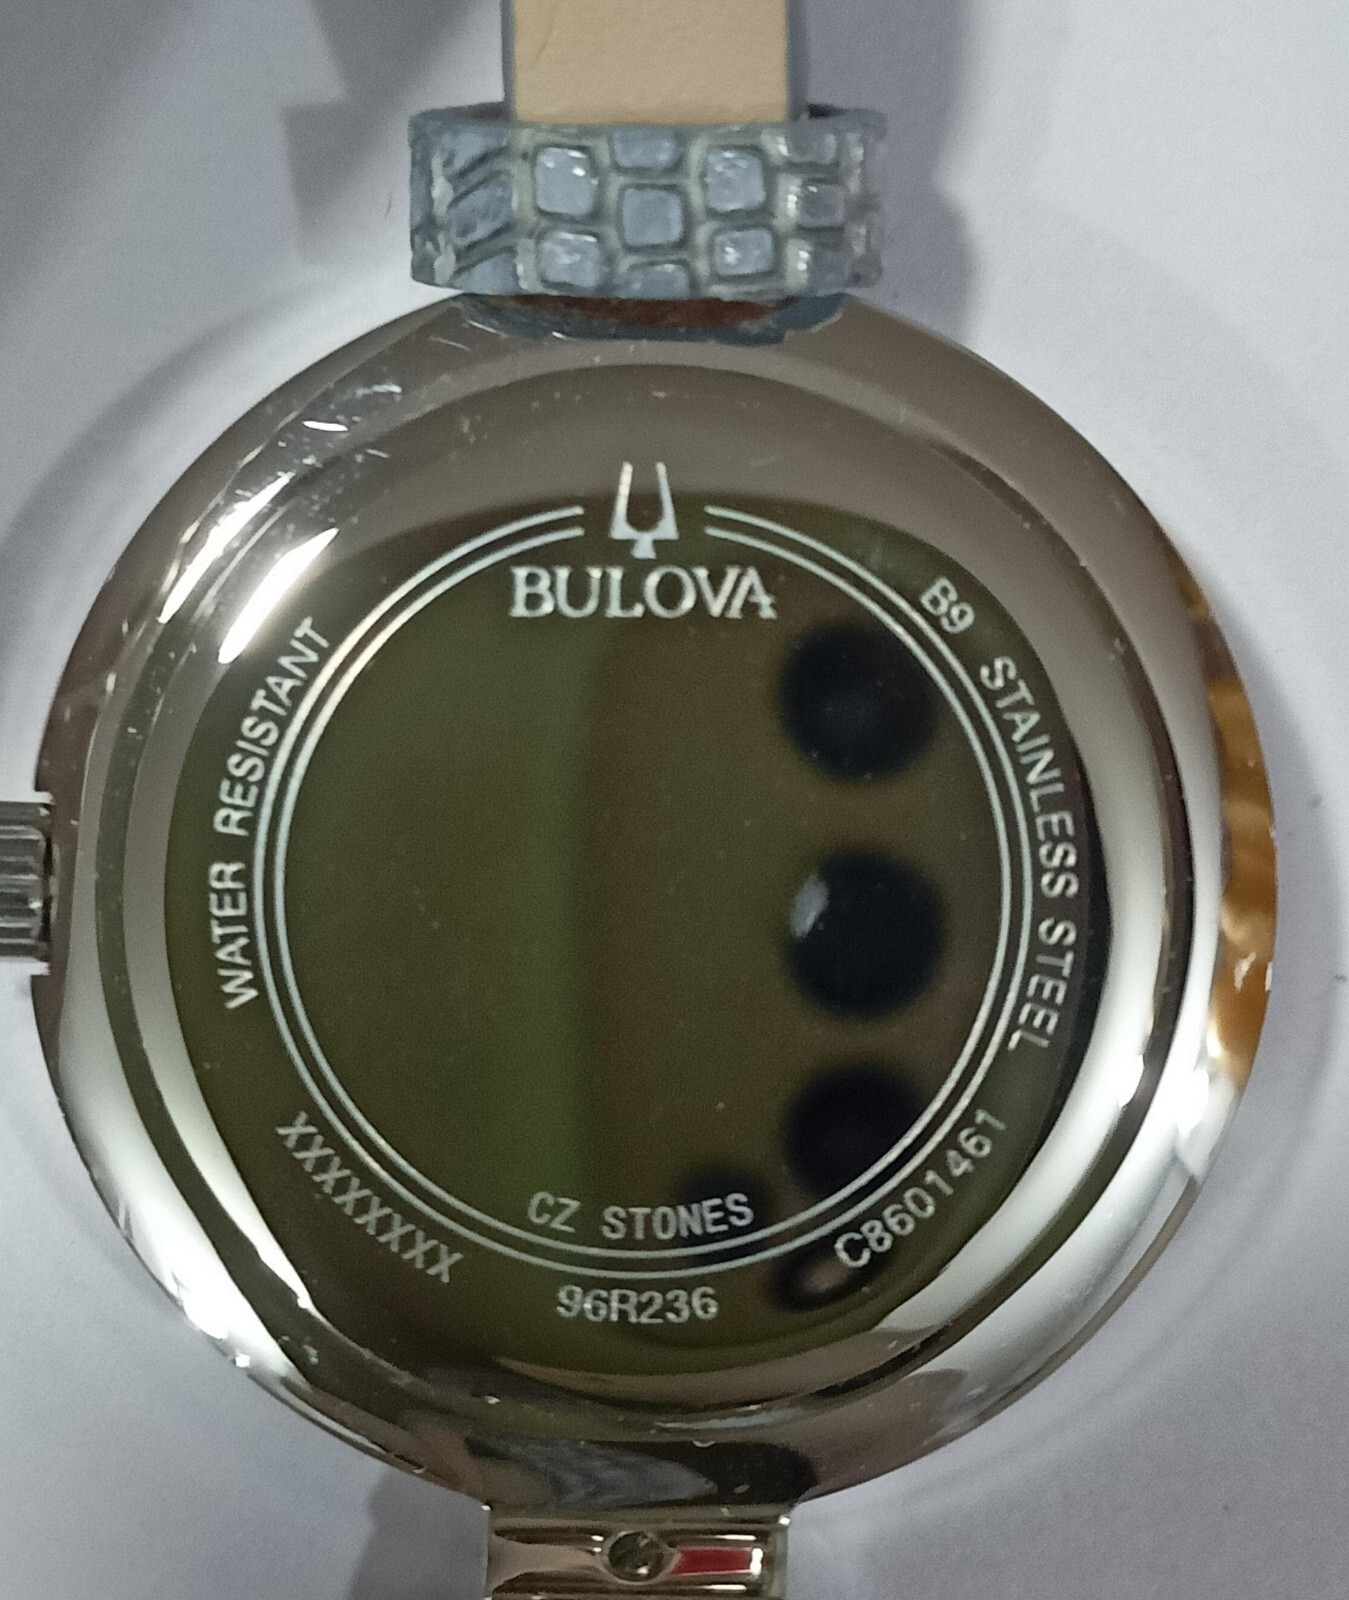 BULOVA
B9 STAINLESS STEEL
WATER RESISTANT
C8601461
XXXXXXXX
CZ STONES
96R236